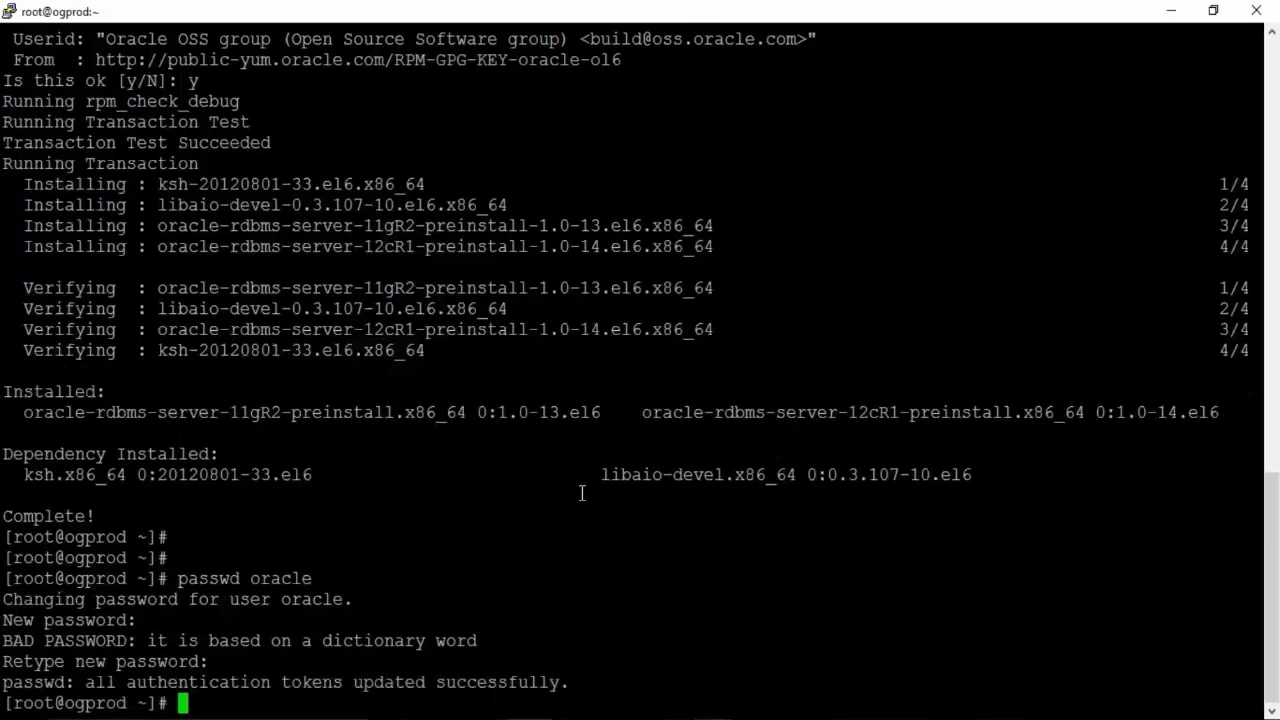 root@ogprod:~
Userid: "Oracle OSS group (Open Source Software group) <build@oss.oracle.com>"
From  : http://public-yum.oracle.com/RPM-GPG-KEY-oracle-ol6
Is this ok [y/N]: y
Running rpm_check_debug
Running Transaction Test
Transaction Test Succeeded
Running Transaction
Installing : ksh-20120801-33.el6.x86_64 1/4
Installing : libaio-devel-0.3.107-10.el6.x86_64 2/4
Installing : oracle-rdbms-server-11gR2-preinstall-1.0-13.el6.x86_64 3/4
Installing : oracle-rdbms-server-12cR1-preinstall-1.0-14.el6.x86_64 4/4
Verifying  : oracle-rdbms-server-11gR2-preinstall-1.0-13.el6.x86_64 1/4
Verifying  : libaio-devel-0.3.107-10.el6.x86_64 2/4
Verifying  : oracle-rdbms-server-12cR1-preinstall-1.0-14.el6.x86_64 3/4
Verifying  : ksh-20120801-33.el6.x86_64 4/4
Installed:
oracle-rdbms-server-11gR2-preinstall.x86_64 0:1.0-13.el6    oracle-rdbms-server-12cR1-preinstall.x86_64 0:1.0-14.el6
Dependency Installed:
ksh.x86_64 0:20120801-33.el6    libaio-devel.x86_64 0:0.3.107-10.el6
Complete!
[root@ogprod ~]#
[root@ogprod ~]#
[root@ogprod ~]# passwd oracle
Changing password for user oracle.
New password:
BAD PASSWORD: it is based on a dictionary word
Retype new password:
passwd: all authentication tokens updated successfully.
[root@ogprod ~]#